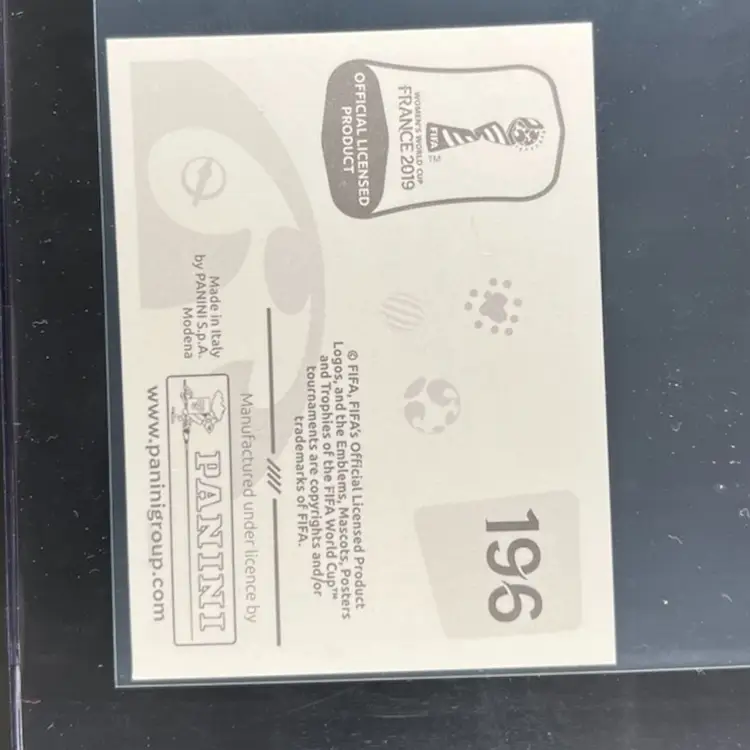 FIFA
TM
WOMEN'S WORLD CUP
FRANCE 2019
OFFICIAL LICENSED
PRODUCT
196
© FIFA, FIFA's Official Licensed Product
Logos, and the Emblems, Mascots, Posters
and Trophies of the FIFA World Cup™
tournaments are copyrights and/or
trademarks of FIFA.
Manufactured under licence by
Made in Italy
by PANINI S.p.A.
Modena
PANINI
www.paninigroup.com